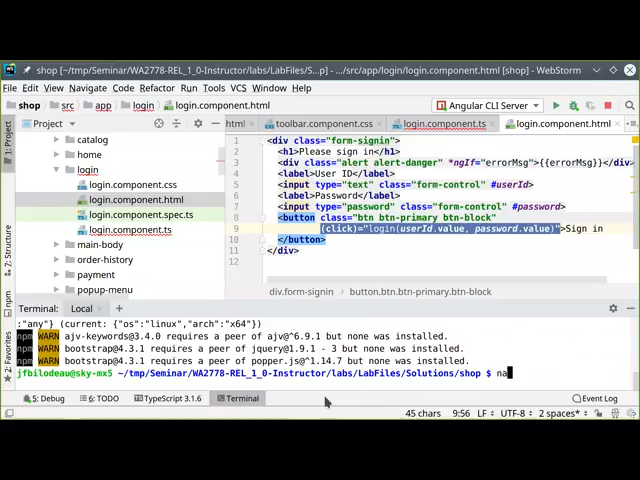 shop [~/tmp/Seminar/WA2778-REL_1_0-Instructor/labs/LabFiles/S...p] - .../src/app/login/login.component.html [shop] - WebStorm
File Edit View Navigate Code Refactor Run Tools VCS Window Help
shop src app login login.component.html Angular CLI Server
Project html toolbar.component.css login.component.ts login.component.html
1: Project
7: Structure
npm
2: Favorites
catalog
home
login
login.component.css
login.component.html
login.component.spec.ts
login.component.ts
main-body
order-history
payment
popup-menu
1 <div class="form-signin">
2 <h1>Please sign in</h1>
3 <div class="alert alert-danger" *ngIf="errorMsg">{{errorMsg}}</div>
4 <label>User ID</label>
5 <input type="text" class="form-control" #userId>
6 <label>Password</label>
7 <input type="password" class="form-control" #password>
8 <button class="btn btn-primary btn-block"
9 (click)="login(userId.value, password.value)">Sign in
10 </button>
11 </div>
12
div.form-signin button.btn.btn-primary.btn-block
Terminal: Local
:"any"} (current: {"os":"linux","arch":"x64"})
npm WARN ajv-keywords@3.4.0 requires a peer of ajv@^6.9.1 but none was installed.
npm WARN bootstrap@4.3.1 requires a peer of jquery@1.9.1 - 3 but none was installed.
npm WARN bootstrap@4.3.1 requires a peer of popper.js@^1.14.7 but none was installed.
jfbilodeau@sky-mx5 ~/tmp/Seminar/WA2778-REL_1_0-Instructor/labs/LabFiles/Solutions/shop $ na
5: Debug 6: TODO TypeScript 3.1.6 Terminal Event Log
45 chars 9:56 LF UTF-8 2 spaces*